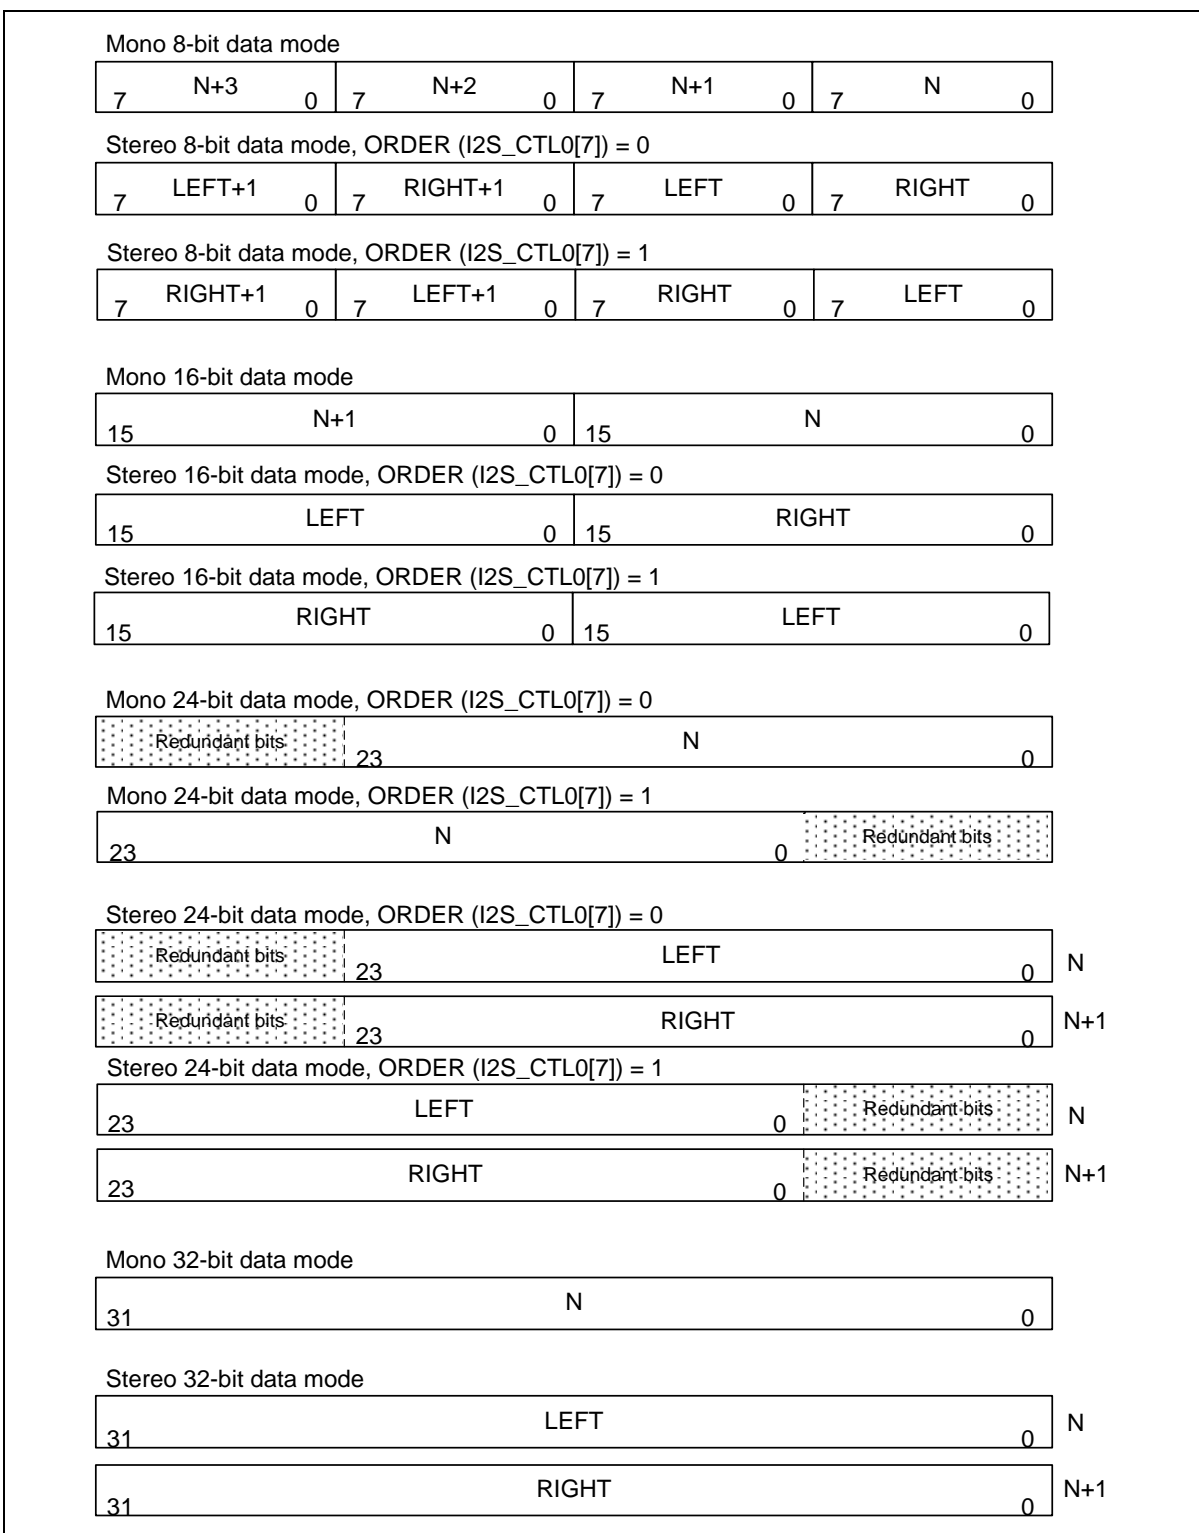 Mono 8-bit data mode
N+3 N+2 N+1 N
7 0 7 0 7 0 7 0
Stereo 8-bit data mode, ORDER (I2S_CTL0[7]) = 0
LEFT+1 RIGHT+1 LEFT RIGHT
7 0 7 0 7 0 7 0
Stereo 8-bit data mode, ORDER (I2S_CTL0[7]) = 1
RIGHT+1 LEFT+1 RIGHT LEFT
7 0 7 0 7 0 7 0
Mono 16-bit data mode
N+1 N
15 0 15 0
Stereo 16-bit data mode, ORDER (I2S_CTL0[7]) = 0
LEFT RIGHT
15 0 15 0
Stereo 16-bit data mode, ORDER (I2S_CTL0[7]) = 1
RIGHT LEFT
15 0 15 0
Mono 24-bit data mode, ORDER (I2S_CTL0[7]) = 0
Redundant bits N
23 0
Mono 24-bit data mode, ORDER (I2S_CTL0[7]) = 1
N Redundant bits
23 0
Stereo 24-bit data mode, ORDER (I2S_CTL0[7]) = 0
Redundant bits LEFT N
23 0
Redundant bits RIGHT N+1
23 0
Stereo 24-bit data mode, ORDER (I2S_CTL0[7]) = 1
LEFT Redundant bits N
23 0
RIGHT Redundant bits N+1
23 0
Mono 32-bit data mode
N
31 0
Stereo 32-bit data mode
LEFT N
31 0
RIGHT N+1
31 0